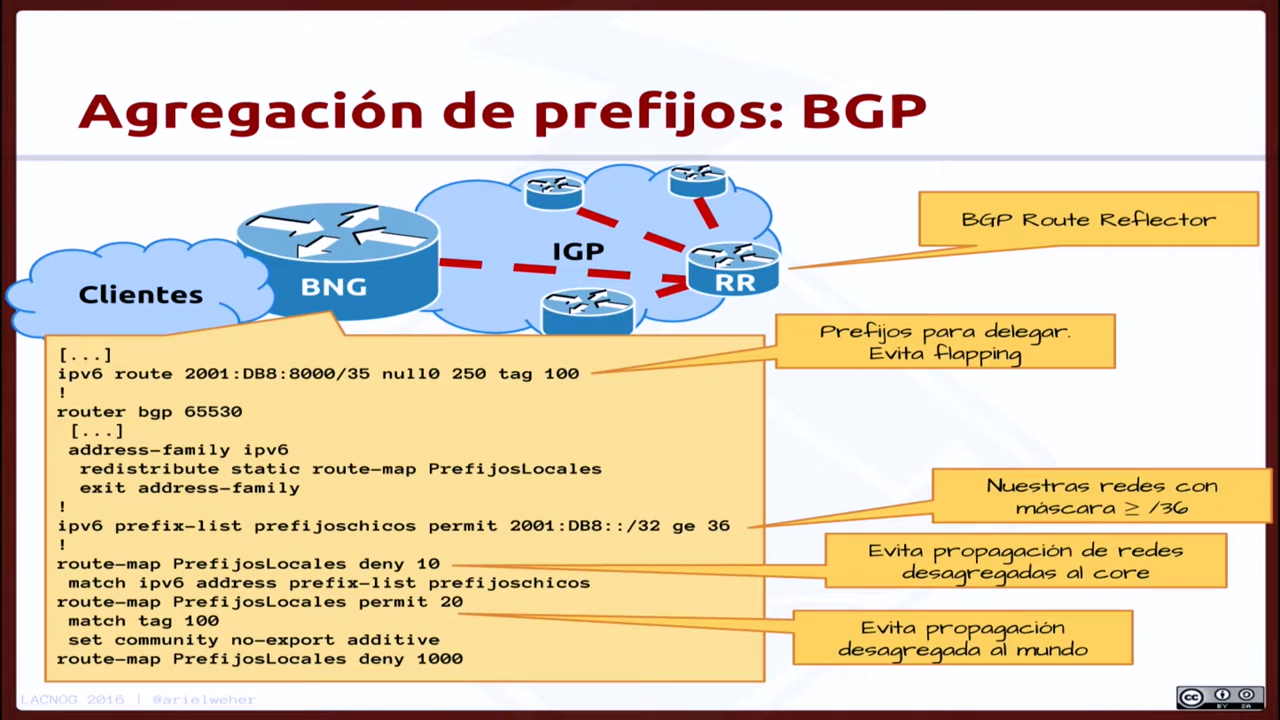 Agregación de prefijos: BGP
BGP Route Reflector
IGP
RR
BNG
Clientes
Prefijos para delegar.
Evita flapping
[...]
ipv6 route 2001:DB8:8000/35 null0 250 tag 100
!
router bgp 65530
[...]
address-family ipv6
redistribute static route-map PrefijosLocales
exit address-family
!
ipv6 prefix-list prefijoschicos permit 2001:DB8::/32 ge 36
!
route-map PrefijosLocales deny 10
match ipv6 address prefix-list prefijoschicos
route-map PrefijosLocales permit 20
match tag 100
set community no-export additive
route-map PrefijosLocales deny 1000
Nuestras redes con
máscara ≥ /36
Evita propagación de redes
desagregadas al core
Evita propagación
desagregada al mundo
LACNOG 2016 | @arielweher
cc
BY SA